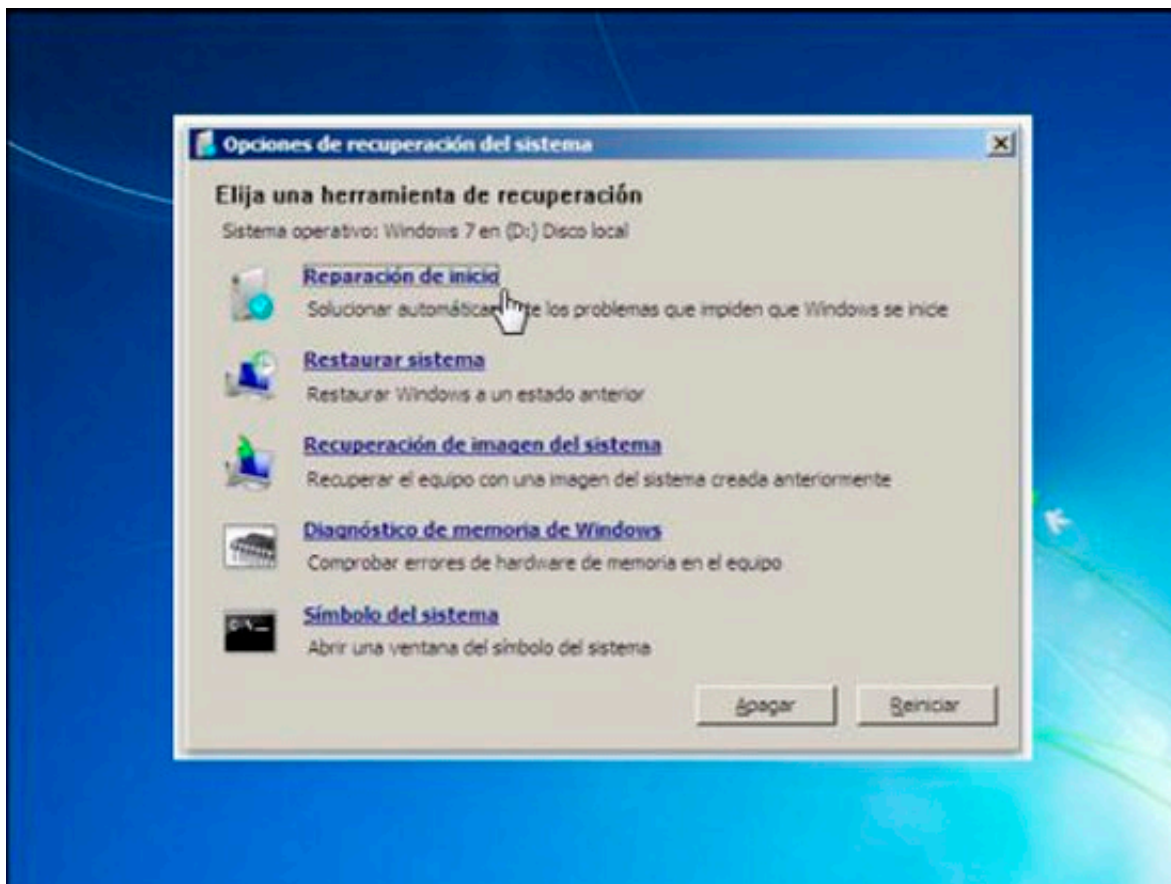 Opciones de recuperación del sistema
Elija una herramienta de recuperación
Sistema operativo: Windows 7 en (D:) Disco local
Reparación de inicio
Solucionar automáticamente los problemas que impiden que Windows se inicie
Restaurar sistema
Restaurar Windows a un estado anterior
Recuperación de imagen del sistema
Recuperar el equipo con una imagen del sistema creada anteriormente
Diagnóstico de memoria de Windows
Comprobar errores de hardware de memoria en el equipo
C:\_
Símbolo del sistema
Abrir una ventana del símbolo del sistema
Apagar
Reiniciar